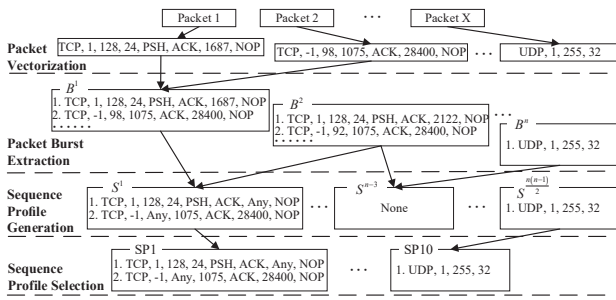 Packet 1
Packet 2
...
Packet X
Packet
Vectorization
TCP, 1, 128, 24, PSH, ACK, 1687, NOP
TCP, -1, 98, 1075, ACK, 28400, NOP
...
UDP, 1, 255, 32
Packet Burst
Extraction
B^1
1. TCP, 1, 128, 24, PSH, ACK, 1687, NOP
2. TCP, -1, 98, 1075, ACK, 28400, NOP
......
B^2
1. TCP, 1, 128, 24, PSH, ACK, 2122, NOP
2. TCP, -1, 92, 1075, ACK, 28400, NOP
......
...
B^n
1. UDP, 1, 255, 32
Sequence
Profile
Generation
S^1
1. TCP, 1, 128, 24, PSH, ACK, Any, NOP
2. TCP, -1, Any, 1075, ACK, 28400, NOP
...
S^{n-3}
None
...
S^{\frac{n(n-1)}{2}}
1. UDP, 1, 255, 32
Sequence
Profile Selection
SP1
1. TCP, 1, 128, 24, PSH, ACK, Any, NOP
2. TCP, -1, Any, 1075, ACK, 28400, NOP
...
SP10
1. UDP, 1, 255, 32